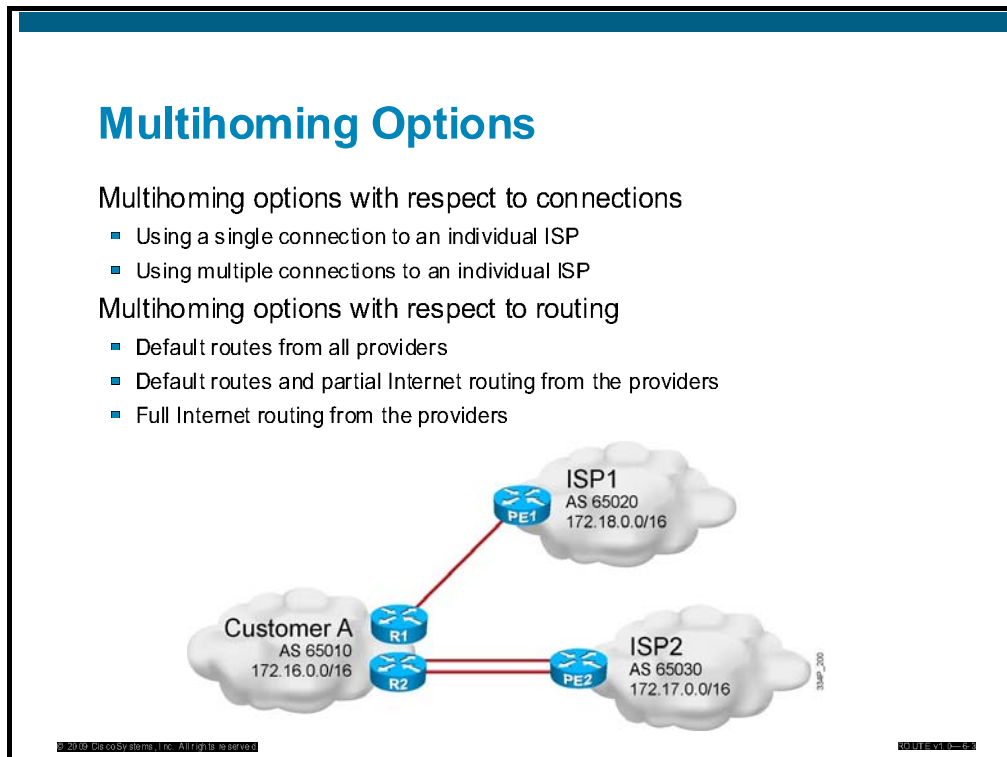 Multihoming Options
Multihoming options with respect to connections
Using a single connection to an individual ISP
Using multiple connections to an individual ISP
Multihoming options with respect to routing
Default routes from all providers
Default routes and partial Internet routing from the providers
Full Internet routing from the providers
ISP1
AS 65020
172.18.0.0/16
PE1
Customer A
AS 65010
172.16.0.0/16
R1
R2
PE2
ISP2
AS 65030
172.17.0.0/16
334P_200
© 2009 Cisco Systems, Inc. All rights reserved.
ROUTE v1.0—6-3